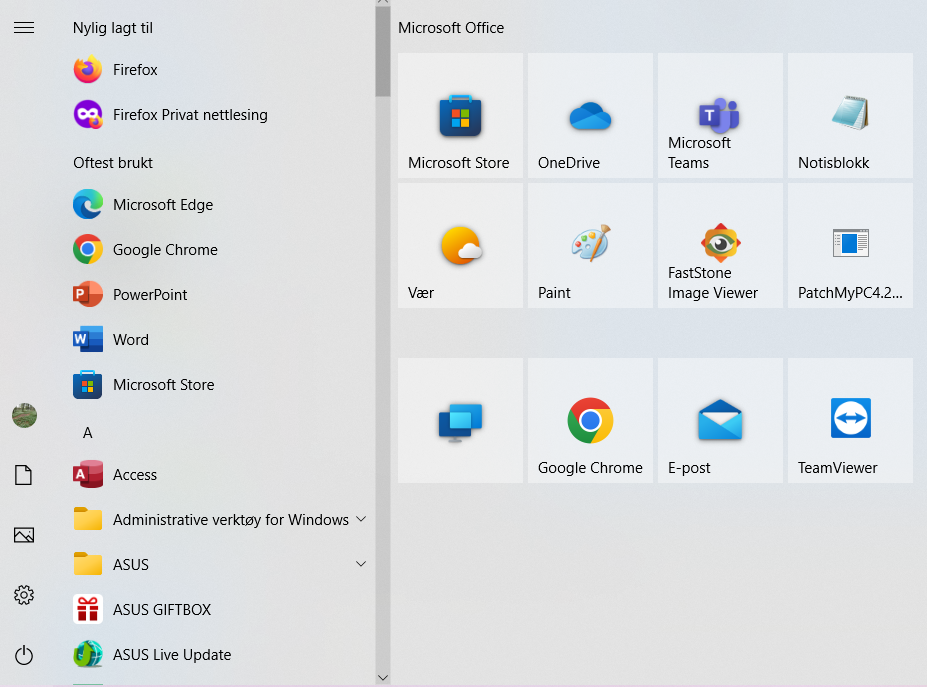 Nylig lagt til
Firefox
Firefox Privat nettlesing
Oftest brukt
Microsoft Edge
Google Chrome
PowerPoint
Word
Microsoft Store
A
Access
Administrative verktøy for Windows
ASUS
ASUS GIFTBOX
ASUS Live Update
Microsoft Office
Microsoft Store
OneDrive
Microsoft
Teams
Notisblokk
Vær
Paint
FastStone
Image Viewer
PatchMyPC4.2...
Google Chrome
E-post
TeamViewer